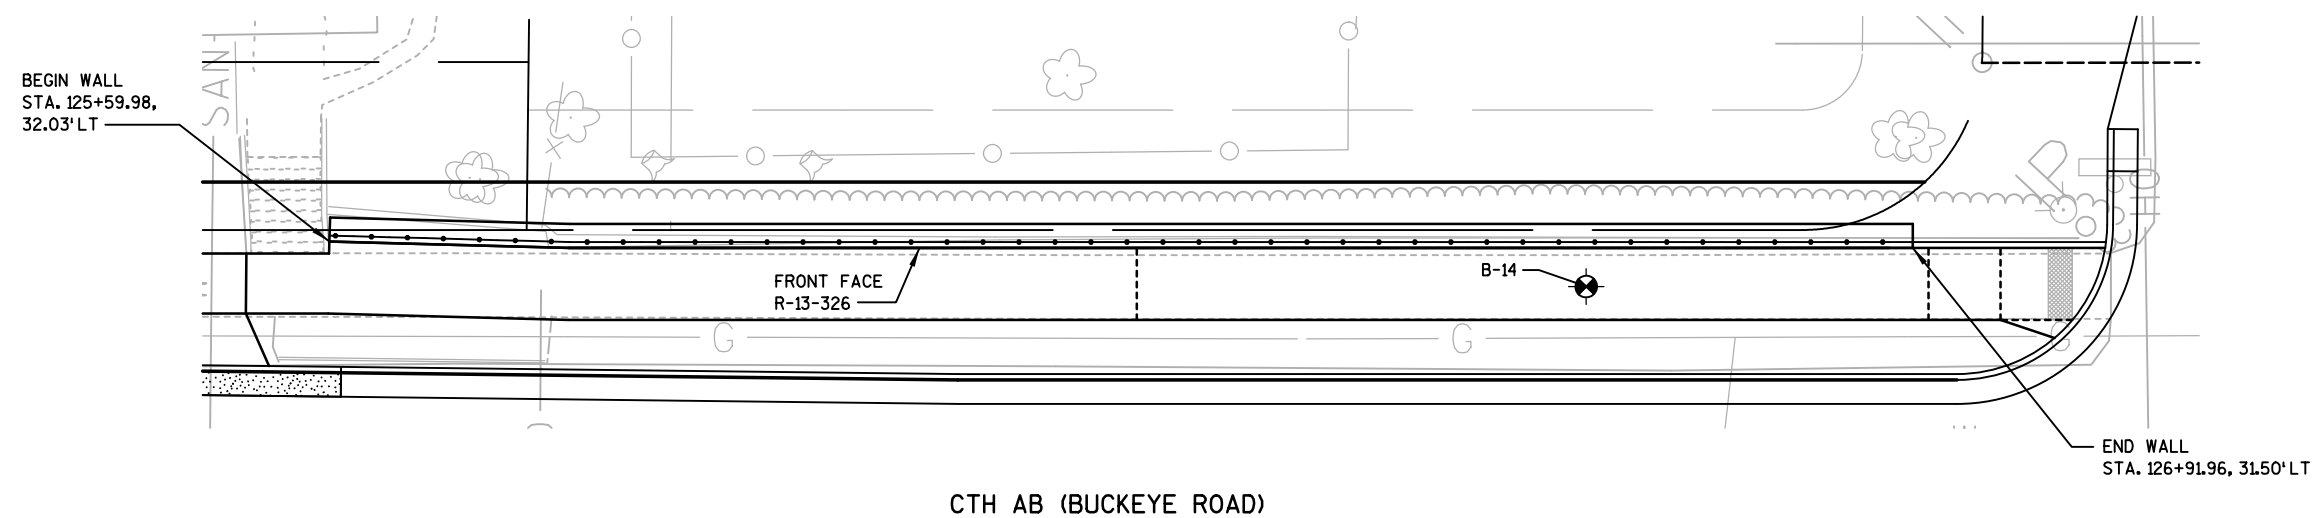 BEGIN WALL
STA. 125+59.98,
32.03' LT
SAN
FRONT FACE
R-13-326
B-14
G
G
G
END WALL
STA. 126+91.96, 31.50' LT
CTH AB (BUCKEYE ROAD)